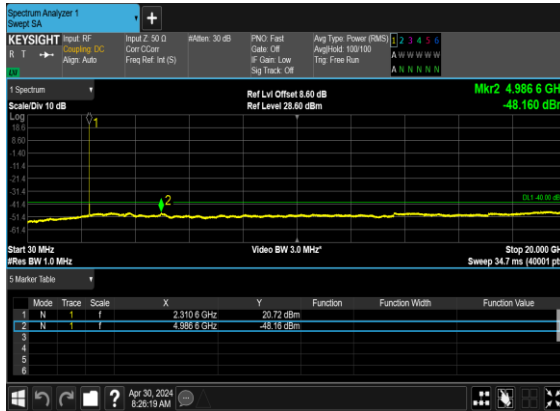 Spectrum Analyzer 1
Swept SA
+
KEYSIGHT
R T
Input: RF
Coupling: DC
Align: Auto
Input Z: 50 Ω
Corr CCorr
Freq Ref: Int (S)
#Atten: 30 dB
PNO: Fast
Gate: Off
IF Gain: Low
Sig Track: Off
Avg Type: Power (RMS)
Avg|Hold: 100/100
Trig: Free Run
1 2 3 4 5 6
A W W W W W
A N N N N N
1 Spectrum
Scale/Div 10 dB
Ref Lvl Offset 8.60 dB
Ref Level 28.60 dBm
Mkr2 4.986 6 GH
-48.160 dBm
Log
18.6
8.60
-1.40
-11.4
-21.4
-31.4
-41.4
-51.4
-61.4
1
2
DL1 -40.00 dB
Start 30 MHz
#Res BW 1.0 MHz
Video BW 3.0 MHz*
Stop 20.000 GH
Sweep 34.7 ms (40001 pt
5 Marker Table
Mode Trace Scale X Y Function Function Width Function Value
1 N 1 f 2.310 6 GHz 20.72 dBm
2 N 1 f 4.986 6 GHz -48.16 dBm
3
4
5
6
?
Apr 30, 2024
8:26:19 AM